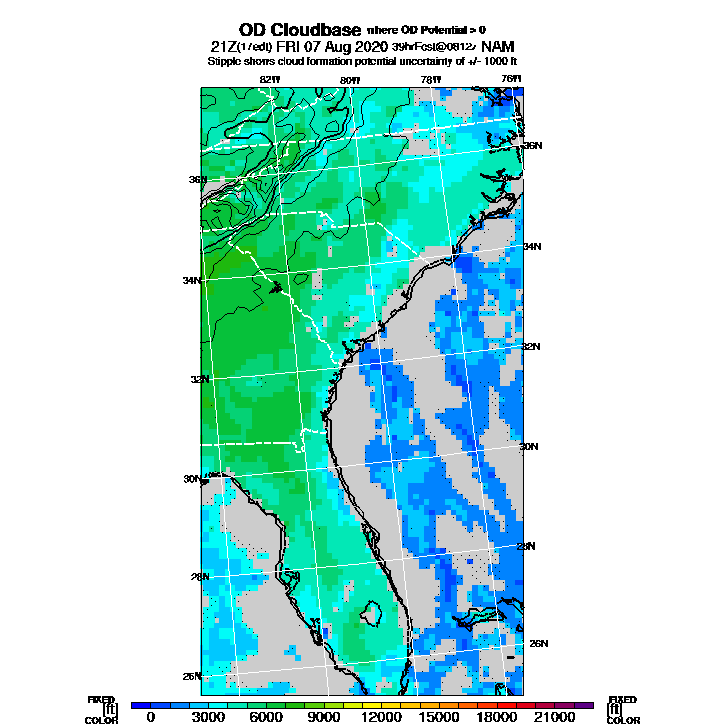 OD Cloudbase where OD Potential > 0
21Z(17edt) FRI 07 Aug 2020 39hrFcst@0812z NAM
Stipple shows cloud formation potential uncertainty of +/- 1000 ft
82W 80W 78W 76W
36N 36N
34N 34N
32N 32N
30N 30N
28N 28N
26N 26N
FIXED FIXED
[ft] 0 3000 6000 9000 12000 15000 18000 21000 [ft]
COLOR COLOR